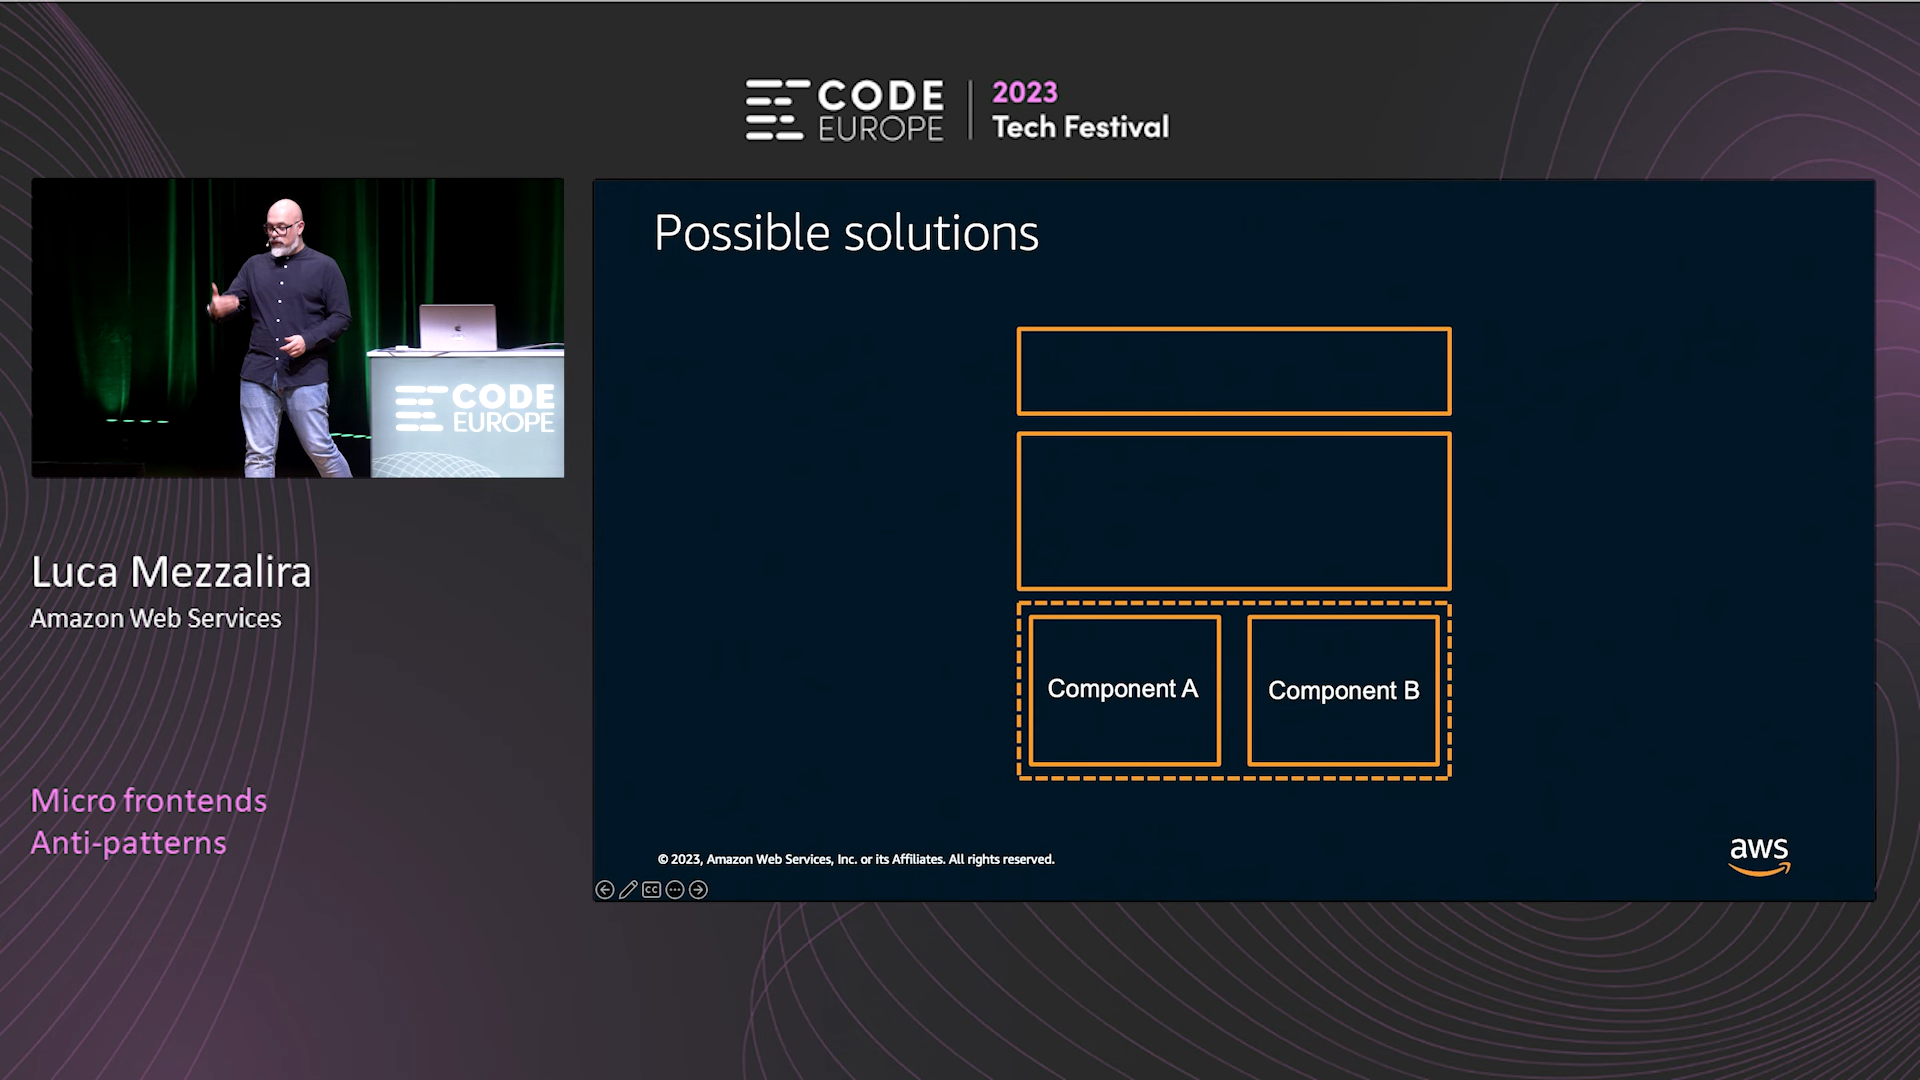 CODE
EUROPE
2023
Tech Festival
CODE
EUROPE
Luca Mezzalira
Amazon Web Services
Micro frontends
Anti-patterns
Possible solutions
Component A
Component B
© 2023, Amazon Web Services, Inc. or its Affiliates. All rights reserved.
aws
CC